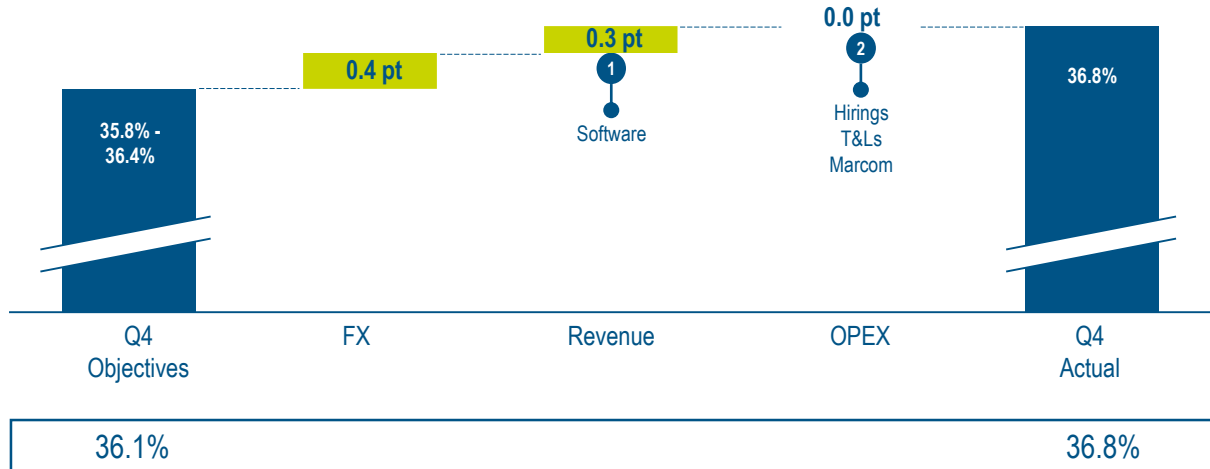 0.0 pt
0.3 pt
0.4 pt
1
2
36.8%
35.8% -
36.4%
Software
Hirings
T&Ls
Marcom
Q4
Objectives
FX
Revenue
OPEX
Q4
Actual
36.1%
36.8%